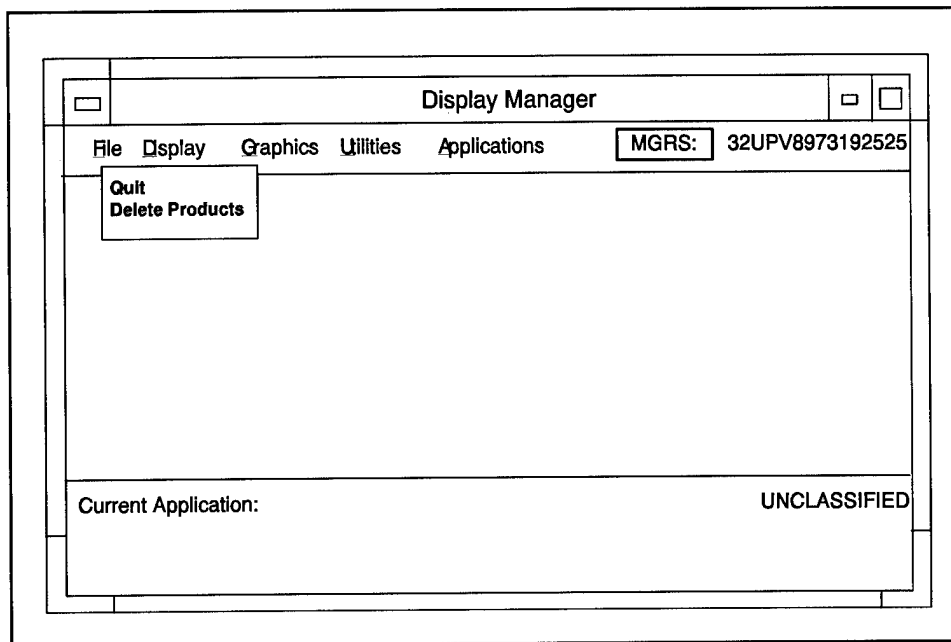 Display Manager
File Display Graphics Utilities Applications MGRS: 32UPV8973192525
Quit
Delete Products
Current Application:
UNCLASSIFIED